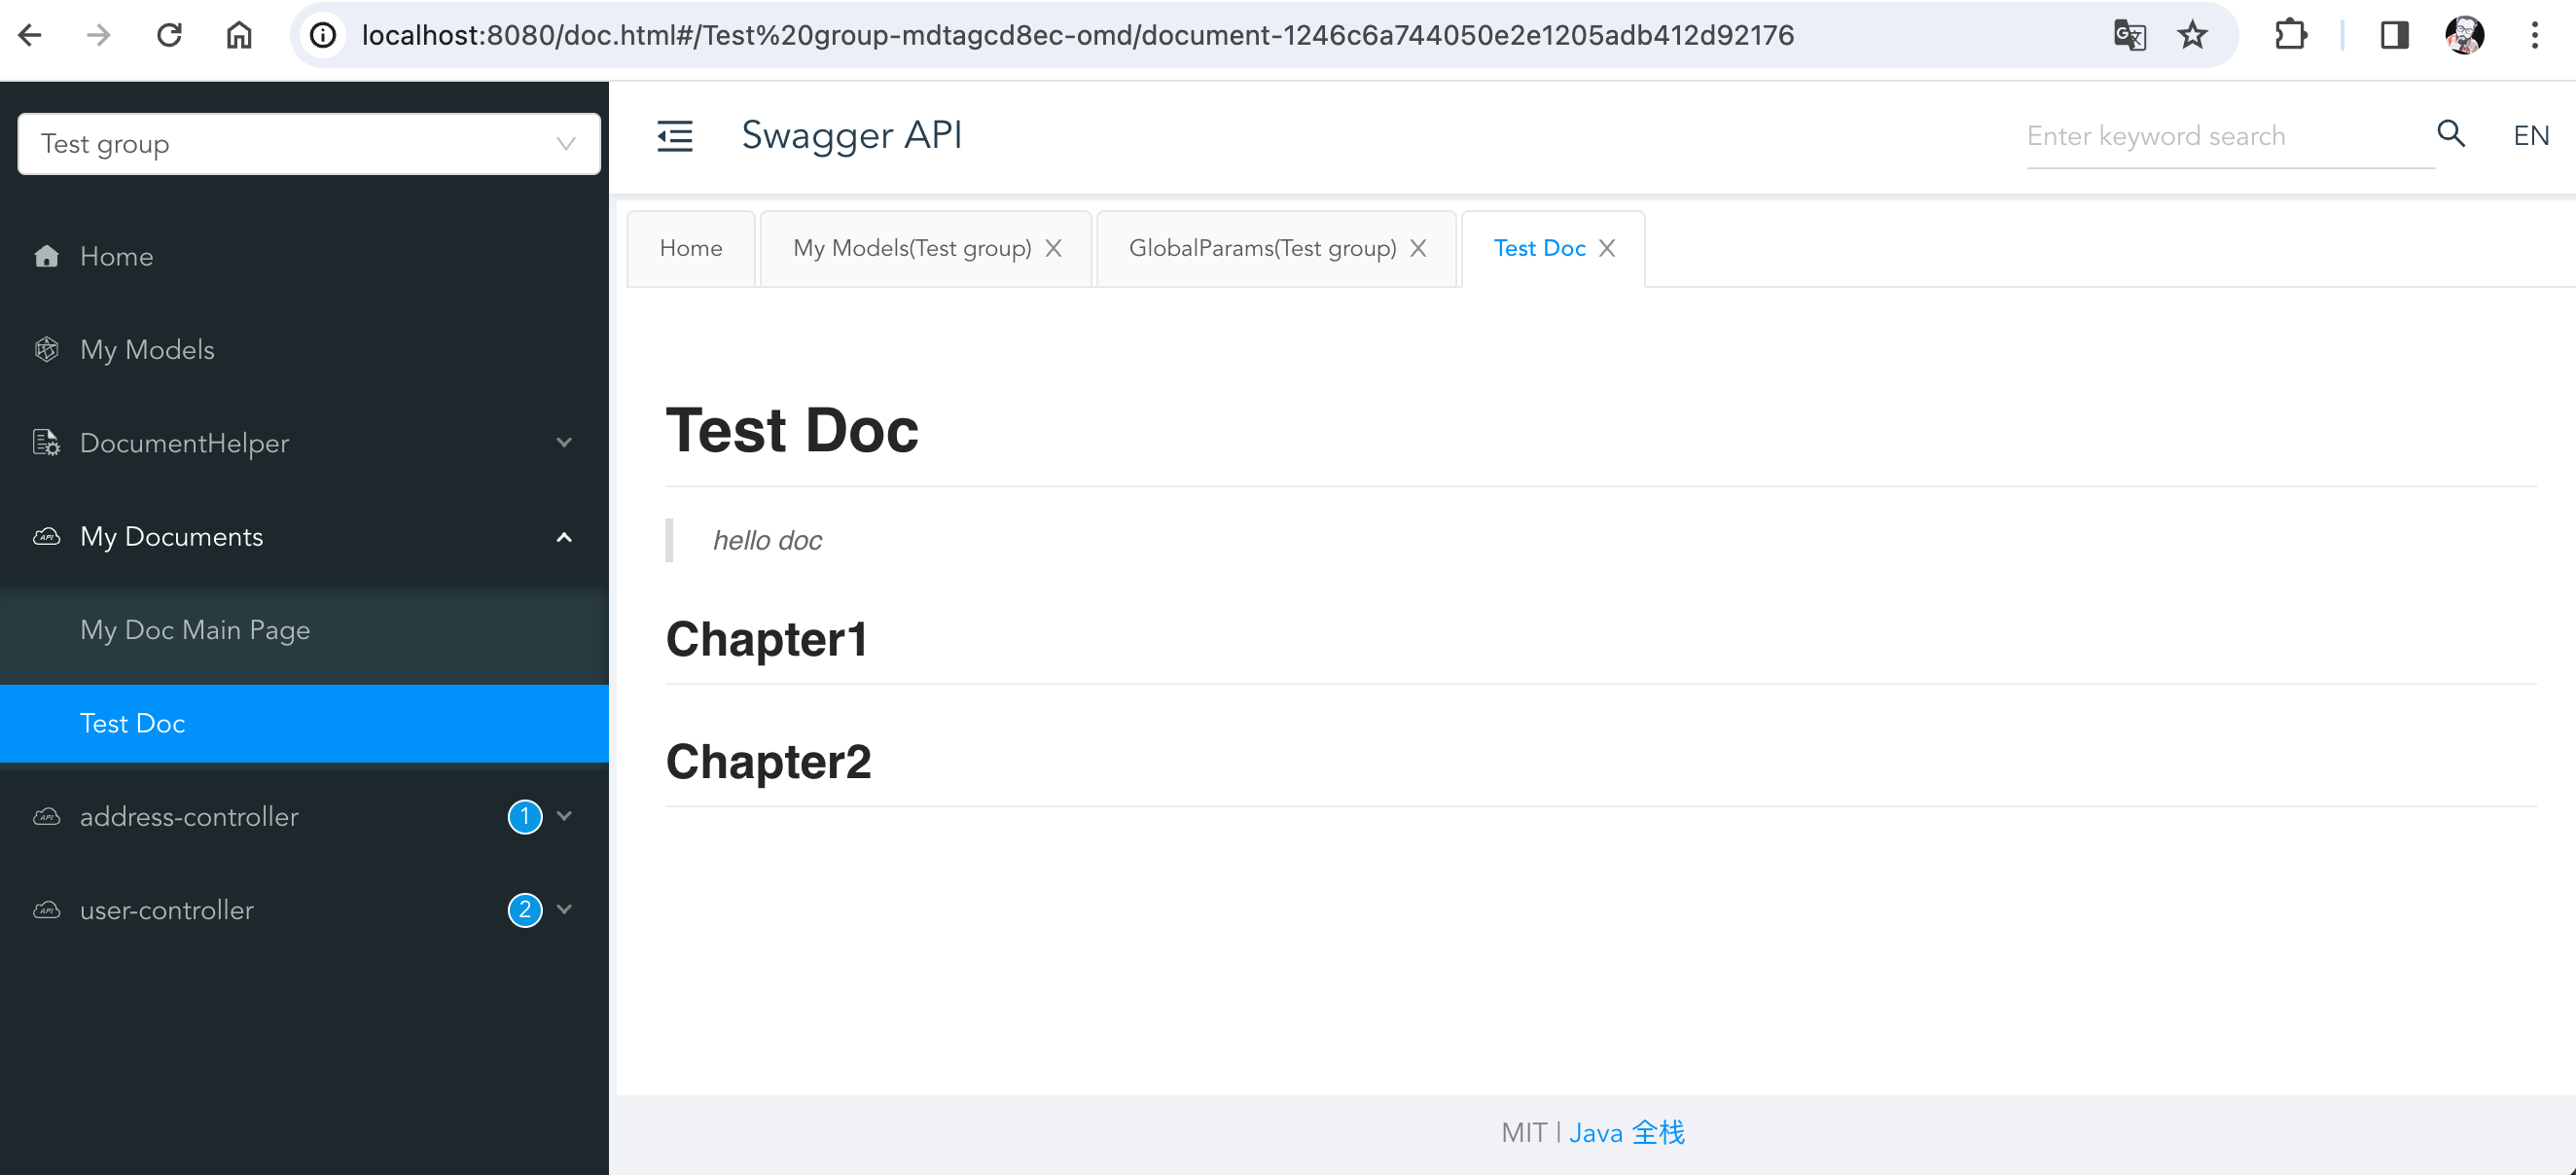 localhost:8080/doc.html#/Test%20group-mdtagcd8ec-omd/document-1246c6a744050e2e1205adb412d92176
Test group
Home
My Models
DocumentHelper
My Documents
My Doc Main Page
Test Doc
address-controller 1
user-controller 2
Swagger API
Enter keyword search
EN
Home
My Models(Test group)
GlobalParams(Test group)
Test Doc
Test Doc
hello doc
Chapter1
Chapter2
MIT | Java 全栈